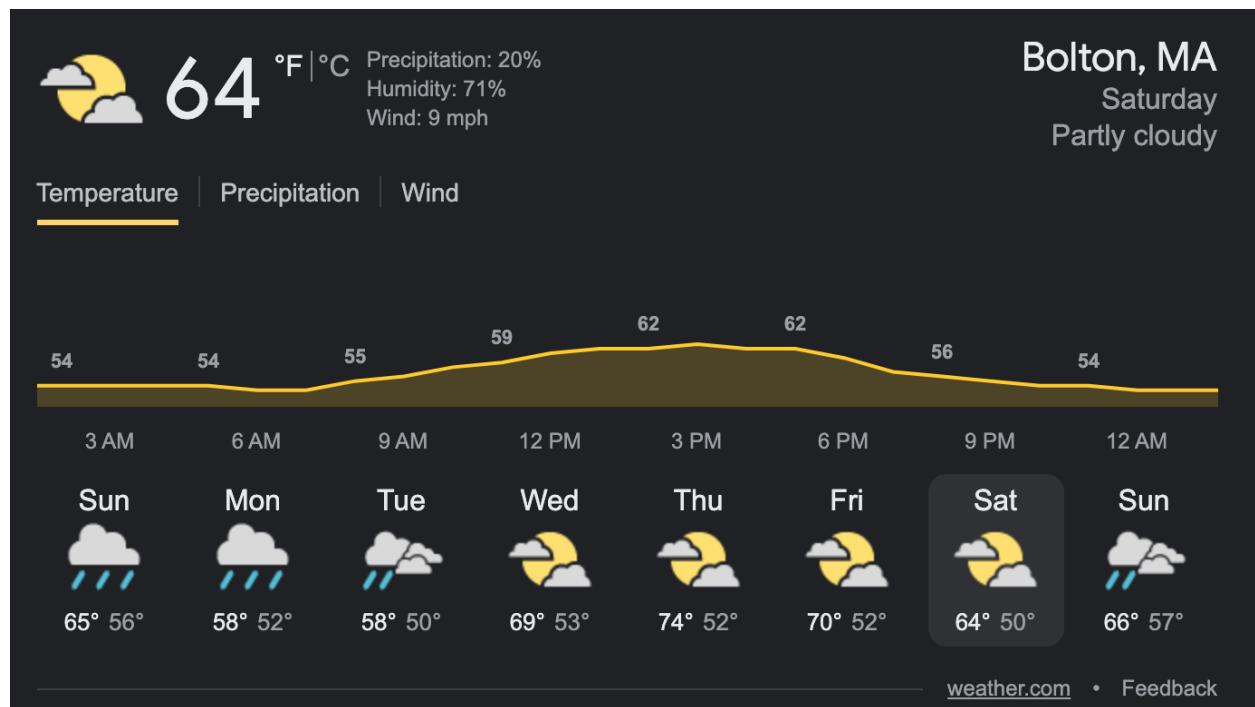 64 °F|°C
Precipitation: 20%
Humidity: 71%
Wind: 9 mph
Bolton, MA
Saturday
Partly cloudy
Temperature | Precipitation | Wind
54 54 55 59 62 62 56 54
3 AM 6 AM 9 AM 12 PM 3 PM 6 PM 9 PM 12 AM
Sun Mon Tue Wed Thu Fri Sat Sun
65° 56° 58° 52° 58° 50° 69° 53° 74° 52° 70° 52° 64° 50° 66° 57°
weather.com • Feedback